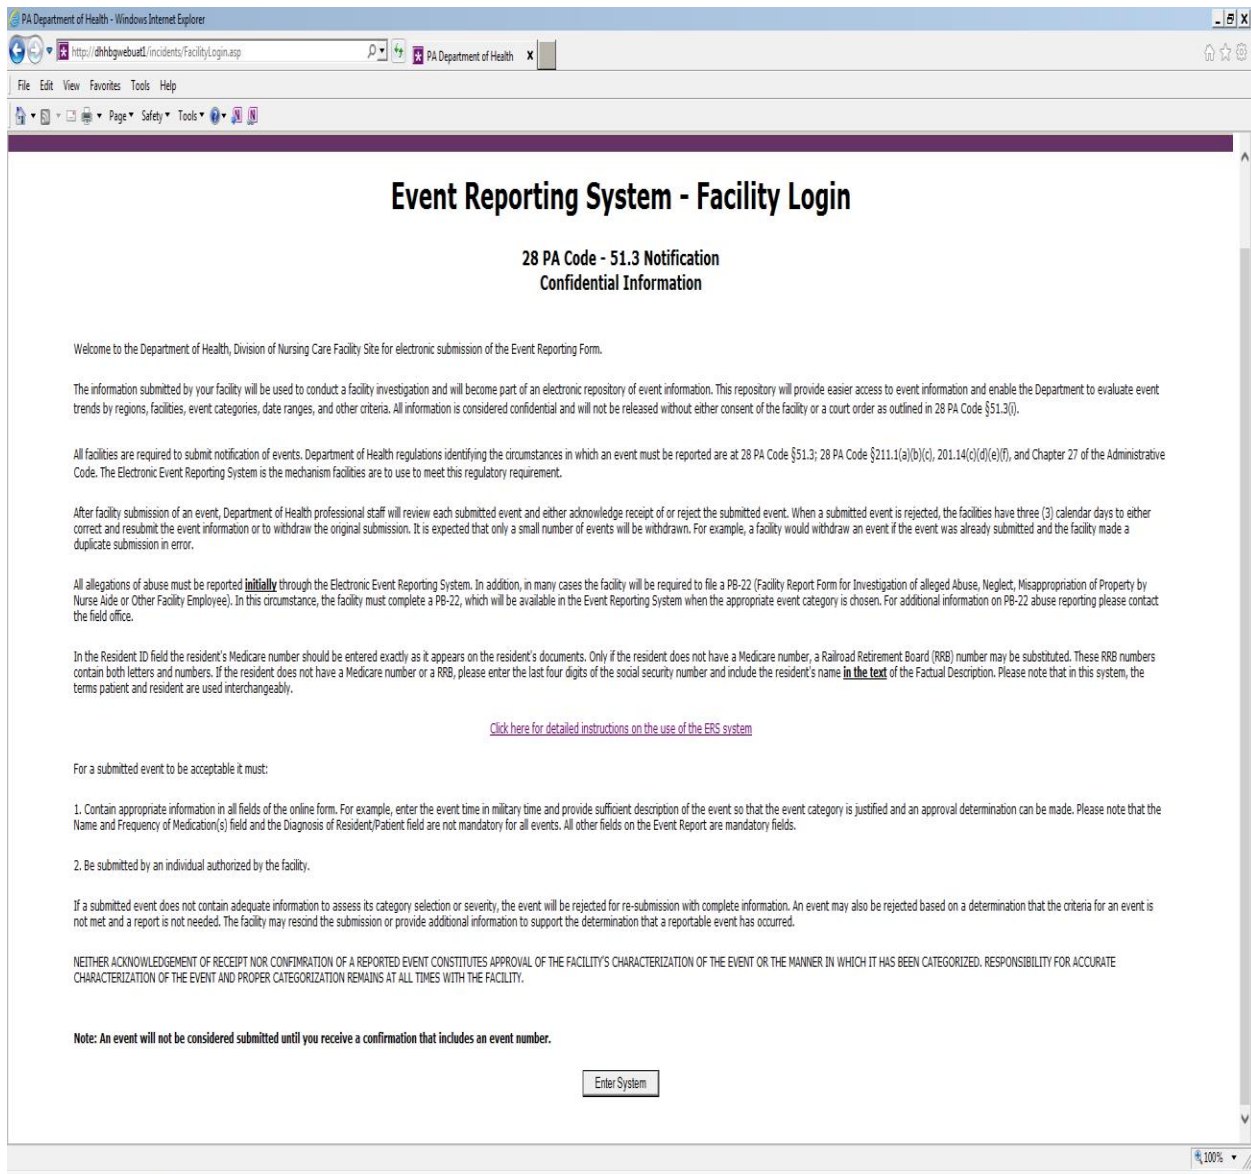 PA Department of Health - Windows Internet Explorer
http://dhhbgwebuat1/incidents/FacilityLogin.asp
PA Department of Health X
File Edit View Favorites Tools Help
Page Safety Tools
Event Reporting System - Facility Login
28 PA Code - 51.3 Notification
Confidential Information
Welcome to the Department of Health, Division of Nursing Care Facility Site for electronic submission of the Event Reporting Form.
The information submitted by your facility will be used to conduct a facility investigation and will become part of an electronic repository of event information. This repository will provide easier access to event information and enable the Department to evaluate event
trends by regions, facilities, event categories, date ranges, and other criteria. All information is considered confidential and will not be released without either consent of the facility or a court order as outlined in 28 PA Code §51.3(i).
All facilities are required to submit notification of events. Department of Health regulations identifying the circumstances in which an event must be reported are at 28 PA Code §51.3; 28 PA Code §211.1(a)(b)(c), 201.14(c)(d)(e)(f), and Chapter 27 of the Administrative
Code. The Electronic Event Reporting System is the mechanism facilities are to use to meet this regulatory requirement.
After facility submission of an event, Department of Health professional staff will review each submitted event and either acknowledge receipt of or reject the submitted event. When a submitted event is rejected, the facilities have three (3) calendar days to either
correct and resubmit the event information or to withdraw the original submission. It is expected that only a small number of events will be withdrawn. For example, a facility would withdraw an event if the event was already submitted and the facility made a
duplicate submission in error.
All allegations of abuse must be reported initially through the Electronic Event Reporting System. In addition, in many cases the facility will be required to file a PB-22 (Facility Report Form for Investigation of alleged Abuse, Neglect, Misappropriation of Property by
Nurse Aide or Other Facility Employee). In this circumstance, the facility must complete a PB-22, which will be available in the Event Reporting System when the appropriate event category is chosen. For additional information on PB-22 abuse reporting please contact
the field office.
In the Resident ID field the resident's Medicare number should be entered exactly as it appears on the resident's documents. Only if the resident does not have a Medicare number, a Railroad Retirement Board (RRB) number may be substituted. These RRB numbers
contain both letters and numbers. If the resident does not have a Medicare number or a RRB, please enter the last four digits of the social security number and include the resident's name in the text of the Factual Description. Please note that in this system, the
terms patient and resident are used interchangeably.
Click here for detailed instructions on the use of the ERS system
For a submitted event to be acceptable it must:
1. Contain appropriate information in all fields of the online form. For example, enter the event time in military time and provide sufficient description of the event so that the event category is justified and an approval determination can be made. Please note that the
Name and Frequency of Medication(s) field and the Diagnosis of Resident/Patient field are not mandatory for all events. All other fields on the Event Report are mandatory fields.
2. Be submitted by an individual authorized by the facility.
If a submitted event does not contain adequate information to assess its category selection or severity, the event will be rejected for re-submission with complete information. An event may also be rejected based on a determination that the criteria for an event is
not met and a report is not needed. The facility may rescind the submission or provide additional information to support the determination that a reportable event has occurred.
NEITHER ACKNOWLEDGEMENT OF RECEIPT NOR CONFIMRATION OF A REPORTED EVENT CONSTITUTES APPROVAL OF THE FACILITY'S CHARACTERIZATION OF THE EVENT OR THE MANNER IN WHICH IT HAS BEEN CATEGORIZED. RESPONSIBILITY FOR ACCURATE
CHARACTERIZATION OF THE EVENT AND PROPER CATEGORIZATION REMAINS AT ALL TIMES WITH THE FACILITY.
Note: An event will not be considered submitted until you receive a confirmation that includes an event number.
Enter System
100%